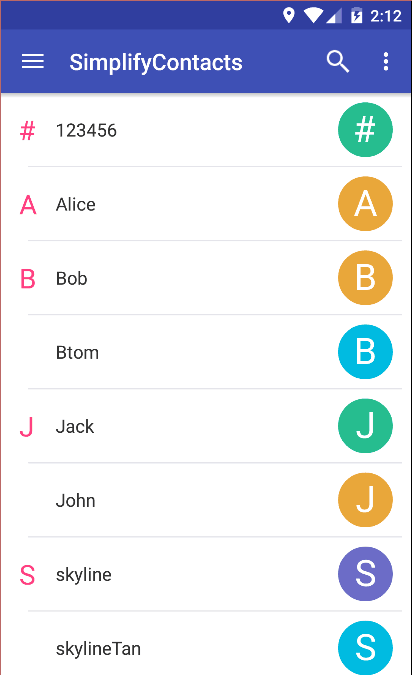 2:12
SimplifyContacts
# 123456 #
A Alice A
B Bob B
Btom B
J Jack J
John J
S skyline S
skylineTan S